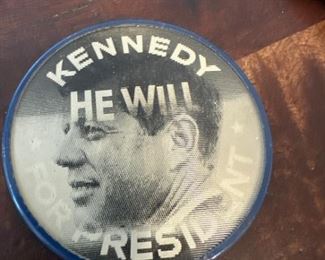 KENNEDY
HE WILL
FOR PRESIDENT